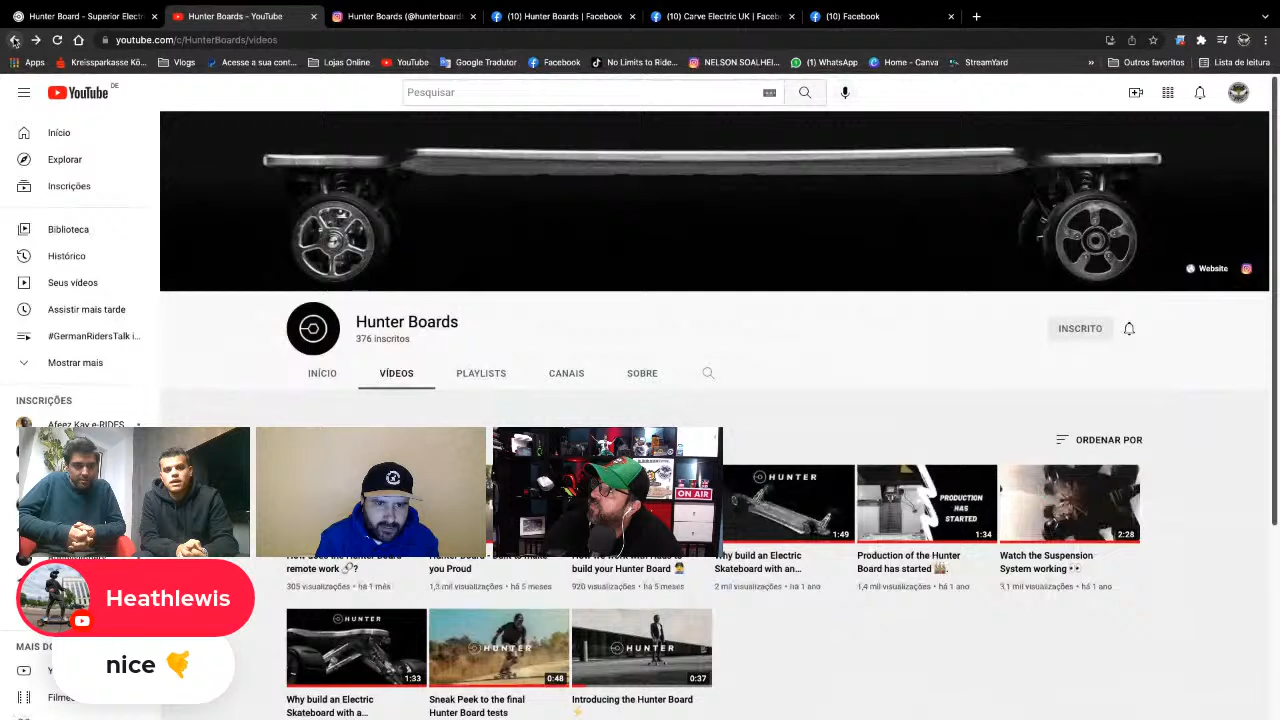 Hunter Board - Superior Electri
Hunter Boards - YouTube
Hunter Boards (@hunterboard
(10) Hunter Boards | Facebook
(10) Carve Electric UK | Faceb
(10) Facebook
youtube.com/c/HunterBoards/videos
Apps
Kreissparkasse Kö...
Vlogs
Acesse a sua cont...
Lojas Online
YouTube
Google Tradutor
Facebook
No Limits to Ride...
NELSON SOALHEI...
(1) WhatsApp
Home - Canva
StreamYard
»
Outros favoritos
Lista de leitura
YouTube DE
Pesquisar
Início
Explorar
Inscrições
Biblioteca
Histórico
Seus vídeos
Assistir mais tarde
#GermanRidersTalk i...
Mostrar mais
INSCRIÇÕES
Afeez Kay e-RIDES
Website
Hunter Boards
376 inscritos
INSCRITO
INÍCIO
VÍDEOS
PLAYLISTS
CANAIS
SOBRE
ORDENAR POR
ON AIR
HUNTER
1:49
PRODUCTION
HAS
STARTED
1:34
2:28
remote work 🔗?
305 visualizações • há 1 mês
you Proud
1,3 mil visualizações • há 5 meses
build your Hunter Board
920 visualizações • há 5 meses
Why build an Electric
Skateboard with an...
2 mil visualizações • há 1 ano
Production of the Hunter
Board has started
1,4 mil visualizações • há 1 ano
Watch the Suspension
System working 👀
3,1 mil visualizações • há 1 ano
Heathlewis
nice 🤙
MAIS DO
Y
Filme
HUNTER
1:33
HUNTER
0:48
HUNTER
0:37
Why build an Electric
Skateboard with a...
Sneak Peek to the final
Hunter Board tests
Introducing the Hunter Board
⚡